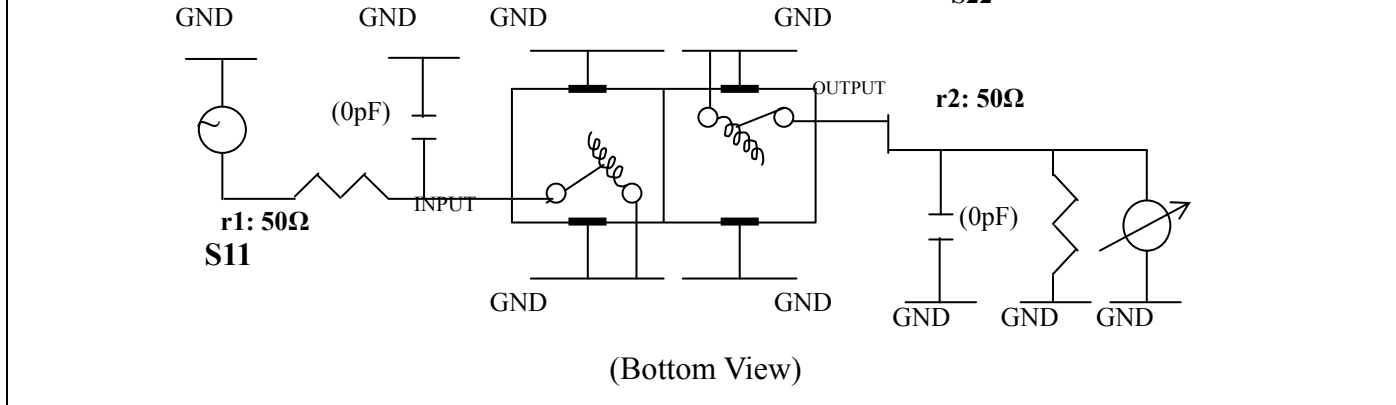 S22
GND GND GND GND
OUTPUT
r2: 50Ω
(0pF)
INPUT
r1: 50Ω
S11
(0pF)
GND GND
GND GND GND
(Bottom View)